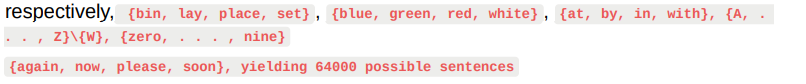 respectively, {bin, lay, place, set}, {blue, green, red, white}, {at, by, in, with}, {A, .
. . , Z}\{W}, {zero, . . . , nine}
{again, now, please, soon}, yielding 64000 possible sentences